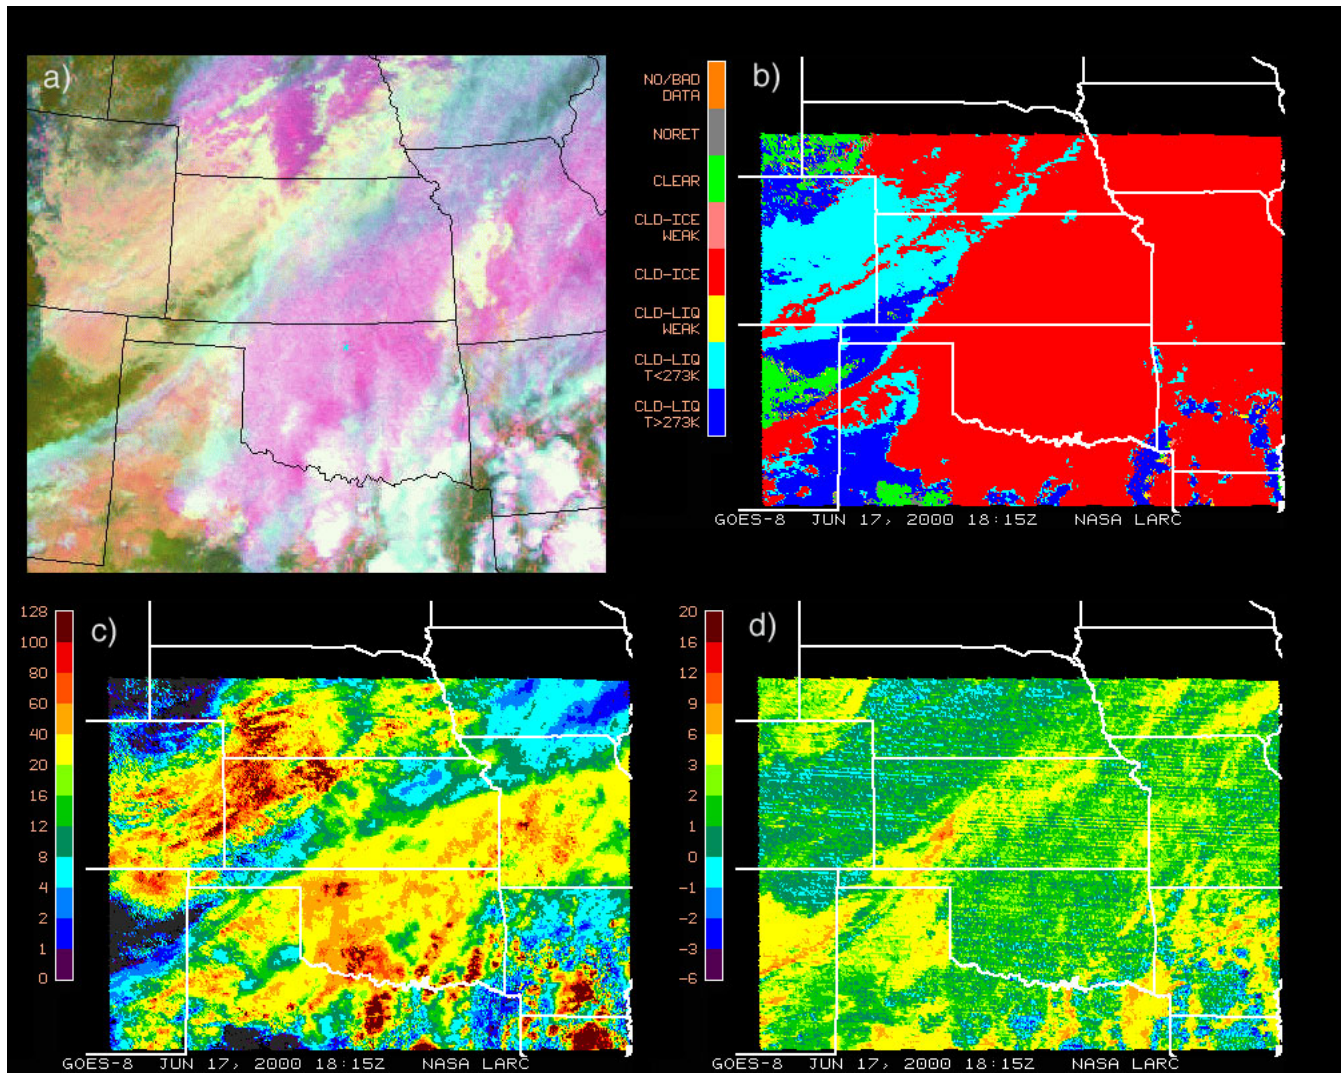 a)
b)
NO/BAD
DATA
NORET
CLEAR
CLD-ICE
WEAK
CLD-ICE
CLD-LIQ
WEAK
CLD-LIQ
T<273K
CLD-LIQ
T>273K
GOES-8 JUN 17, 2000 18:15Z NASA LARC
c)
128
100
80
60
40
20
16
12
8
4
2
1
0
GOES-8 JUN 17, 2000 18:15Z NASA LARC
d)
20
16
12
9
6
3
2
1
0
-1
-2
-3
-6
GOES-8 JUN 17, 2000 18:15Z NASA LARC